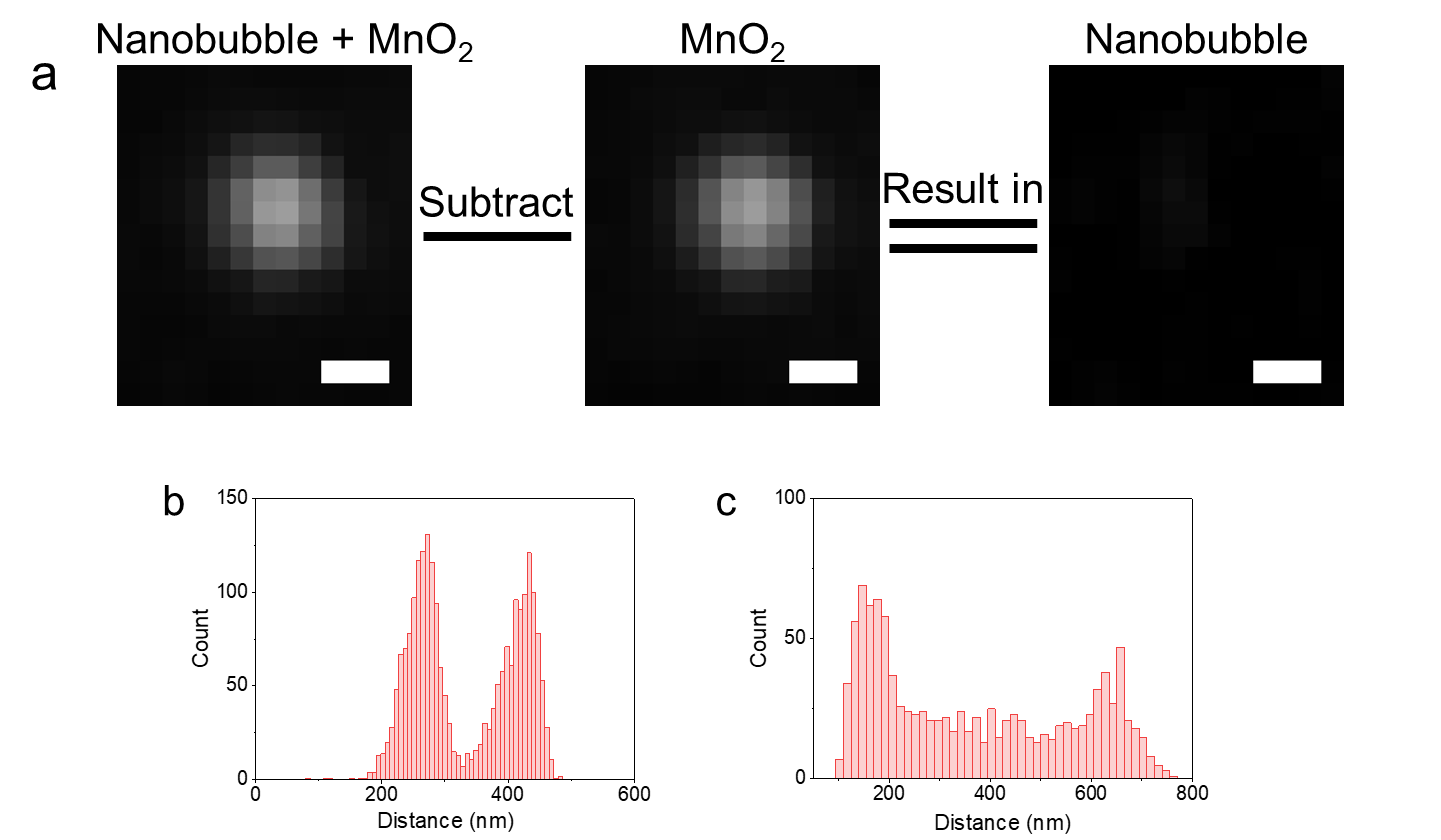 Nanobubble + MnO₂
MnO₂
Nanobubble
a
Subtract
Result in
b
150
100
50
0
0
200
400
600
Count
Distance (nm)
c
100
50
0
200
400
600
800
Count
Distance (nm)